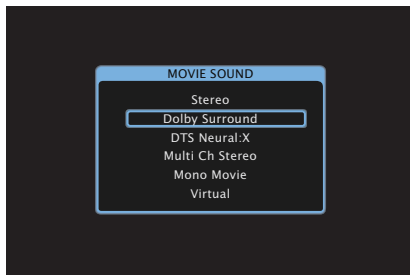 MOVIE SOUND
Stereo
Dolby Surround
DTS Neural:X
Multi Ch Stereo
Mono Movie
Virtual